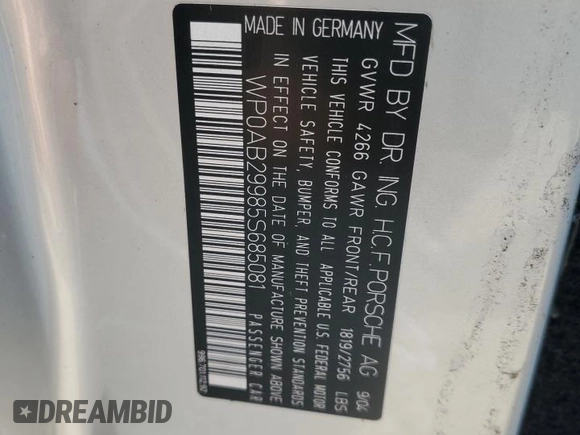 MFD BY DR. ING. H.C.F.PORSCHE AG 9/04
GVWR 4266 GAWR FRONT/REAR 1819/2756 LBS
THIS VEHICLE CONFORMS TO ALL APPLICABLE U.S. FEDERAL MOTOR
VEHICLE SAFETY, BUMPER, AND THEFT PREVENTION STANDARDS
IN EFFECT ON THE DATE OF MANUFACTURE SHOWN ABOVE
WP0AB29985S685081 PASSENGER CAR
MADE IN GERMANY
DREAMBID